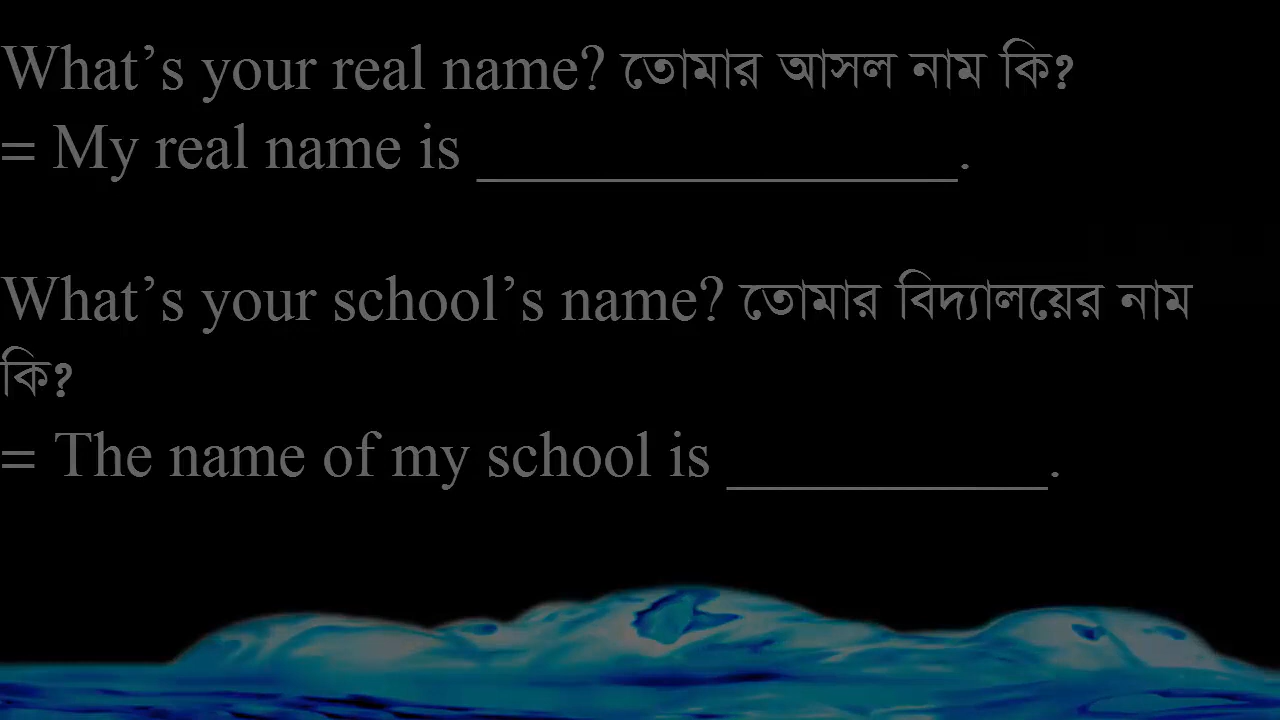 What’s your real name? তোমার আসল নাম কি?
= My real name is _______________.
What’s your school’s name? তোমার বিদ্যালয়ের নাম
কি?
= The name of my school is __________.